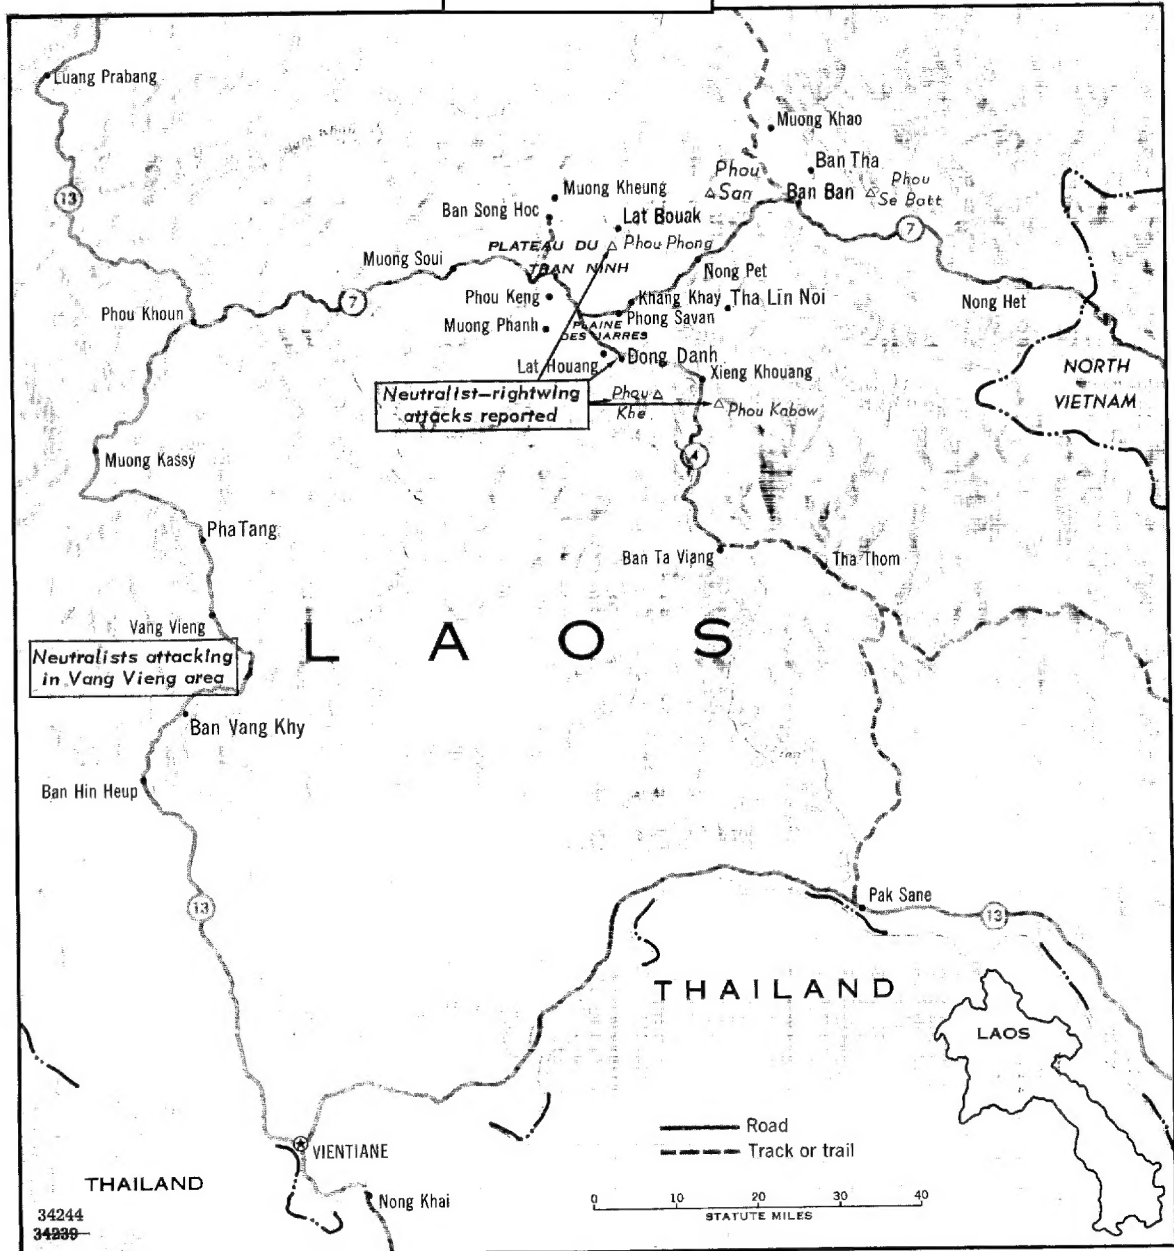 Luang Prabang
Muong Khao
Ban Tha
Phou
San
Phou
Se Batt
Ban Ban
13
Muong Kheung
Ban Song Hoc
Lat Bouak
7
PLATEAU DU
TRAN NINH
Phou Phong
Muong Soui
Nong Pet
7
Phou Keng
Khang Khay
Tha Lin Noi
Nong Het
Phou Khoun
Phong Savan
Muong Phanh
PLAINE
DES JARRES
Lat Houang
Dong Danh
Xieng Khouang
NORTH
VIETNAM
Neutralist—rightwing
attacks reported
Phou
Khe
Phou Kabow
Muong Kassy
4
Pha Tang
Ban Ta Viang
Tha Thom
Vang Vieng
LAOS
Neutralists attacking
in Vang Vieng area
Ban Vang Khy
Ban Hin Heup
13
Pak Sane
13
THAILAND
LAOS
Road
Track or trail
VIENTIANE
THAILAND
Nong Khai
34244
34239
0 10 20 30 40
STATUTE MILES